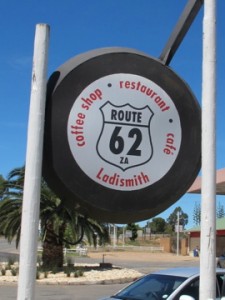 coffee shop • restaurant • café
ROUTE
62
ZA
Ladismith